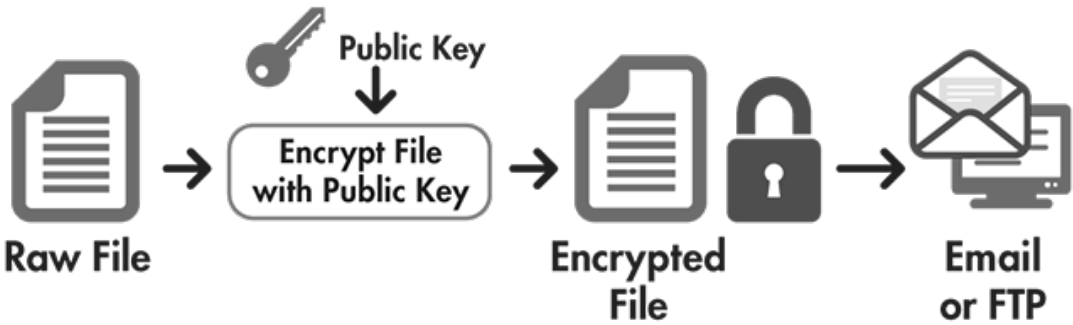 Public Key
Encrypt File
with Public Key
Raw File
Encrypted
File
Email
or FTP